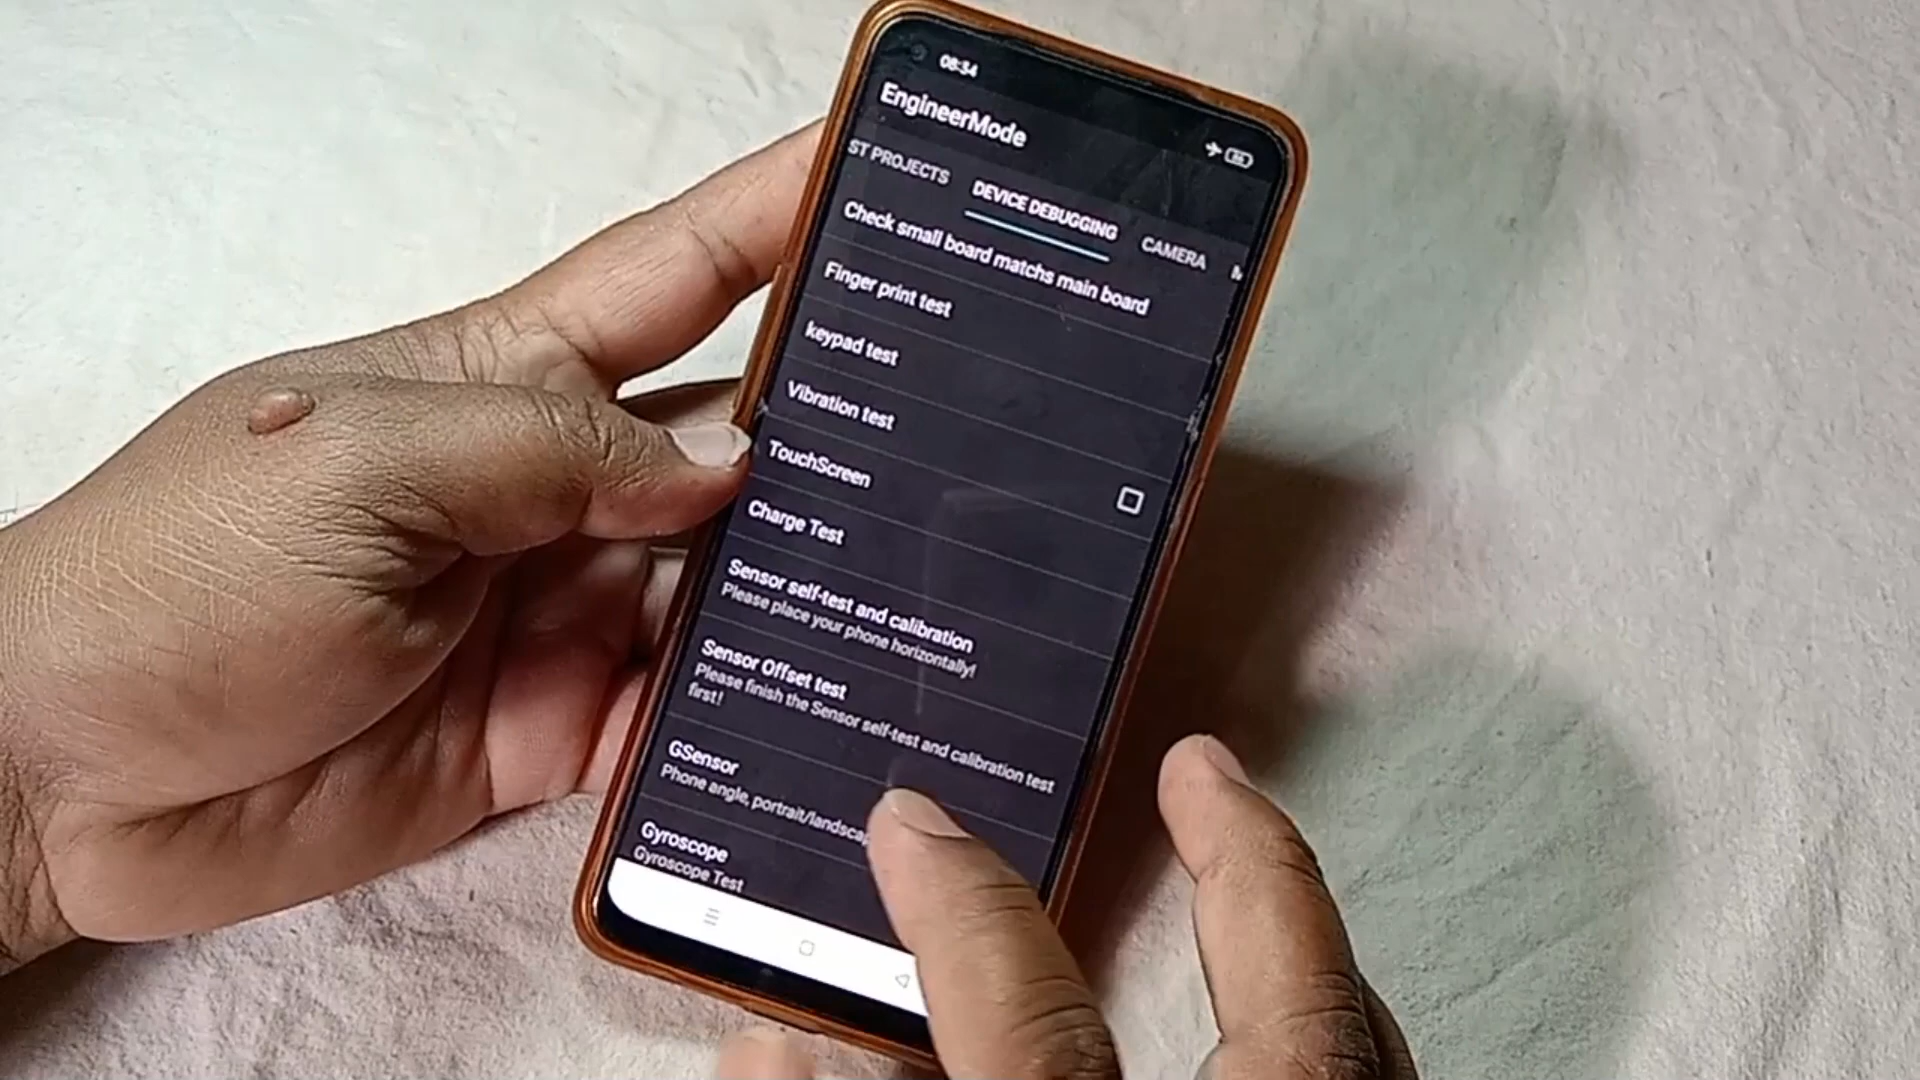 08:34
86
EngineerMode
ST PROJECTS
DEVICE DEBUGGING
CAMERA
Check small board matchs main board
Finger print test
keypad test
Vibration test
TouchScreen
Charge Test
Sensor self-test and calibration
Please place your phone horizontally!
Sensor Offset test
Please finish the Sensor self-test and calibration test
first!
GSensor
Phone angle, portrait/landsca
Gyroscope
Gyroscope Test